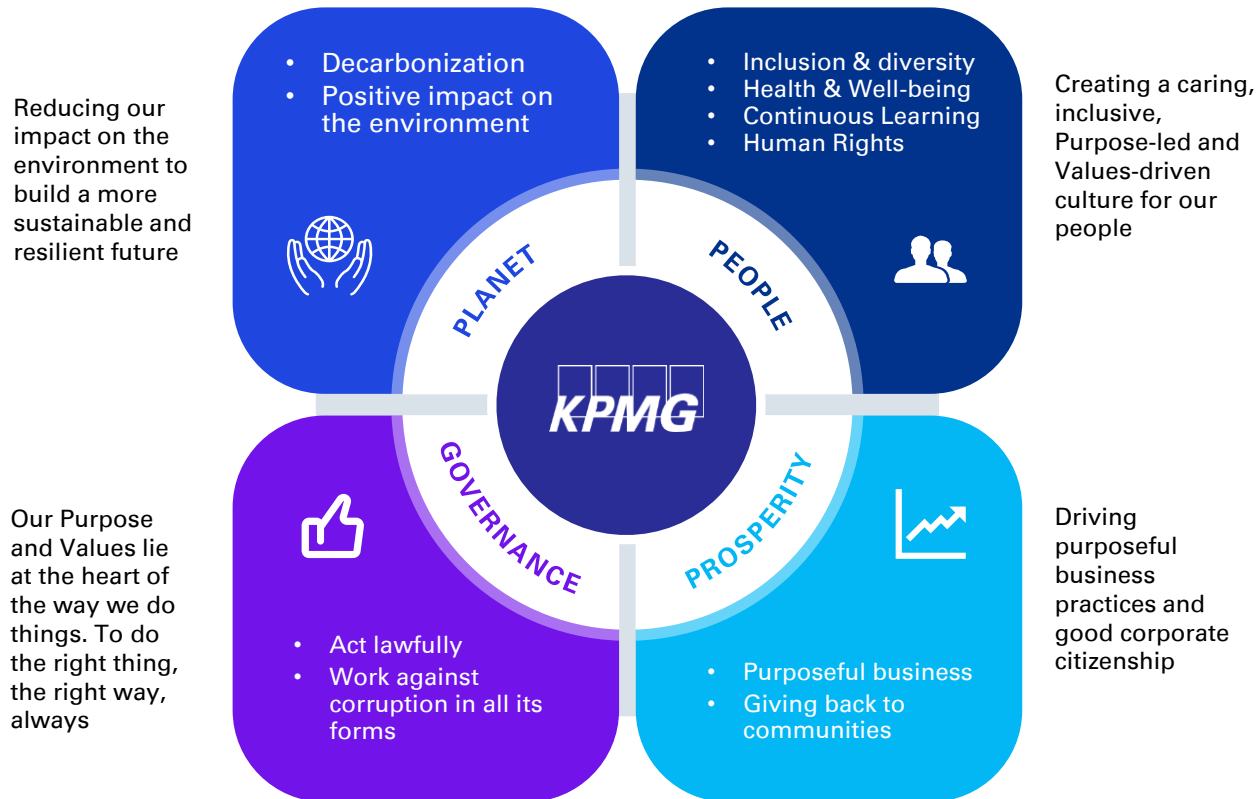 Reducing our
impact on the
environment to
build a more
sustainable and
resilient future
• Decarbonization
• Positive impact on
the environment
• Inclusion & diversity
• Health & Well-being
• Continuous Learning
• Human Rights
Creating a caring,
inclusive,
Purpose-led and
Values-driven
culture for our
people
PLANET
PEOPLE
KPMG
GOVERNANCE
PROSPERITY
Our Purpose
and Values lie
at the heart of
the way we do
things. To do
the right thing,
the right way,
always
• Act lawfully
• Work against
corruption in all its
forms
• Purposeful business
• Giving back to
communities
Driving
purposeful
business
practices and
good corporate
citizenship